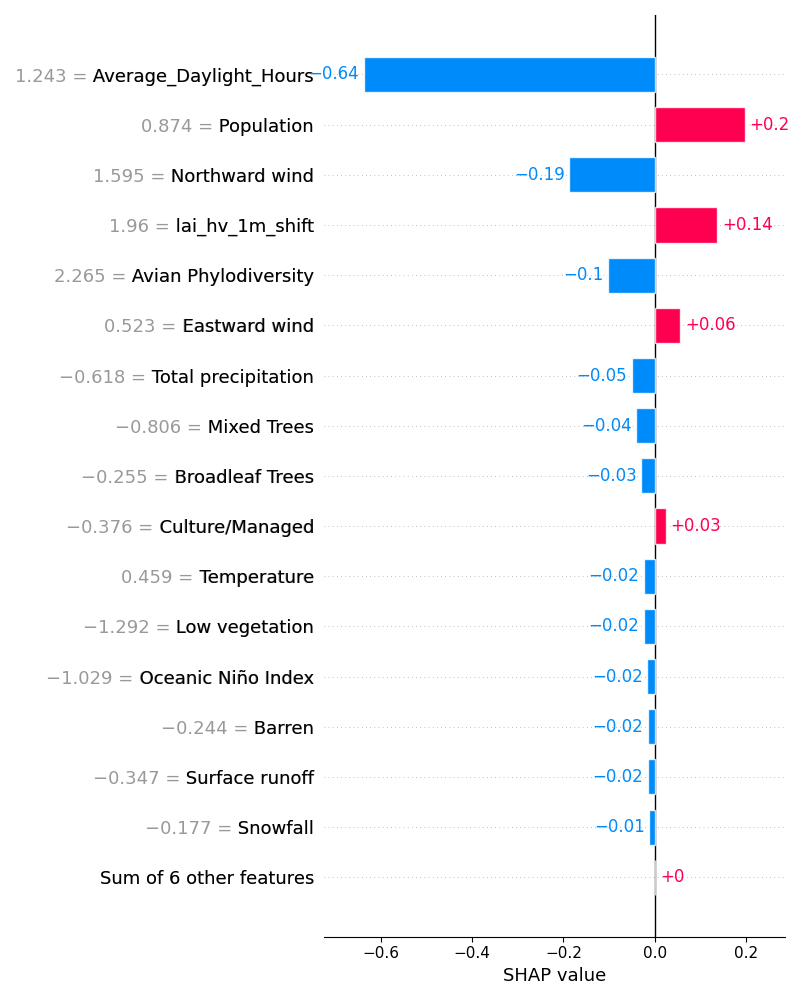 1.243 = Average_Daylight_Hours −0.64
0.874 = Population +0.2
1.595 = Northward wind −0.19
1.96 = lai_hv_1m_shift +0.14
2.265 = Avian Phylodiversity −0.1
0.523 = Eastward wind +0.06
−0.618 = Total precipitation −0.05
−0.806 = Mixed Trees −0.04
−0.255 = Broadleaf Trees −0.03
−0.376 = Culture/Managed +0.03
0.459 = Temperature −0.02
−1.292 = Low vegetation −0.02
−1.029 = Oceanic Niño Index −0.02
−0.244 = Barren −0.02
−0.347 = Surface runoff −0.02
−0.177 = Snowfall −0.01
Sum of 6 other features +0
−0.6 −0.4 −0.2 0.0 0.2
SHAP value